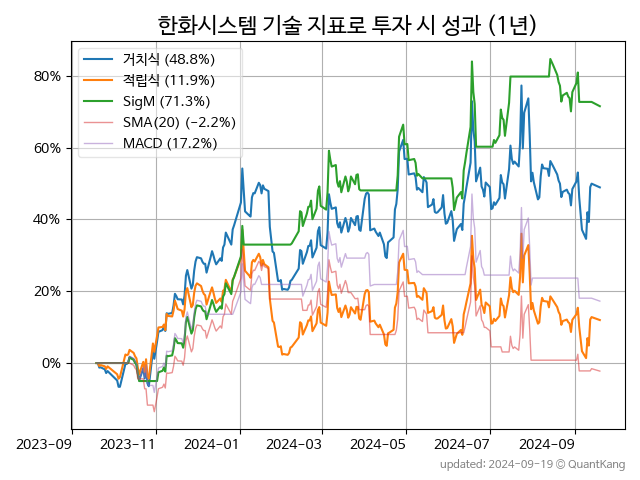 한화시스템 기술 지표로 투자 시 성과 (1년)
거치식 (48.8%)
적립식 (11.9%)
SigM (71.3%)
SMA(20) (−2.2%)
MACD (17.2%)
80%
60%
40%
20%
0%
2023-09 2023-11 2024-01 2024-03 2024-05 2024-07 2024-09
updated: 2024-09-19 © QuantKang